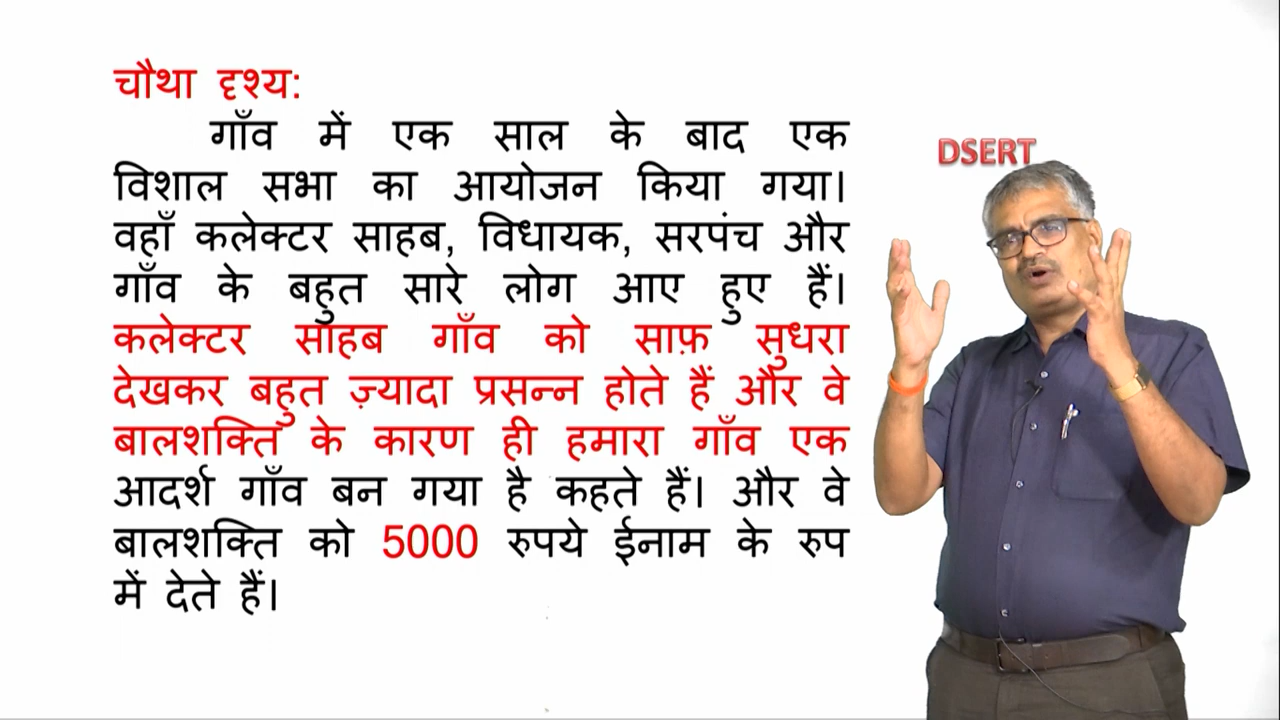 चौथा दृश्य:
गाँव में एक साल के बाद एक
विशाल सभा का आयोजन किया गया।
वहाँ कलेक्टर साहब, विधायक, सरपंच और
गाँव के बहुत सारे लोग आए हुए हैं।
कलेक्टर साहब गाँव को साफ़ सुधरा
देखकर बहुत ज़्यादा प्रसन्न होते हैं और वे
बालशक्ति के कारण ही हमारा गाँव एक
आदर्श गाँव बन गया है कहते हैं। और वे
बालशक्ति को 5000 रुपये ईनाम के रुप
में देते हैं।
DSERT